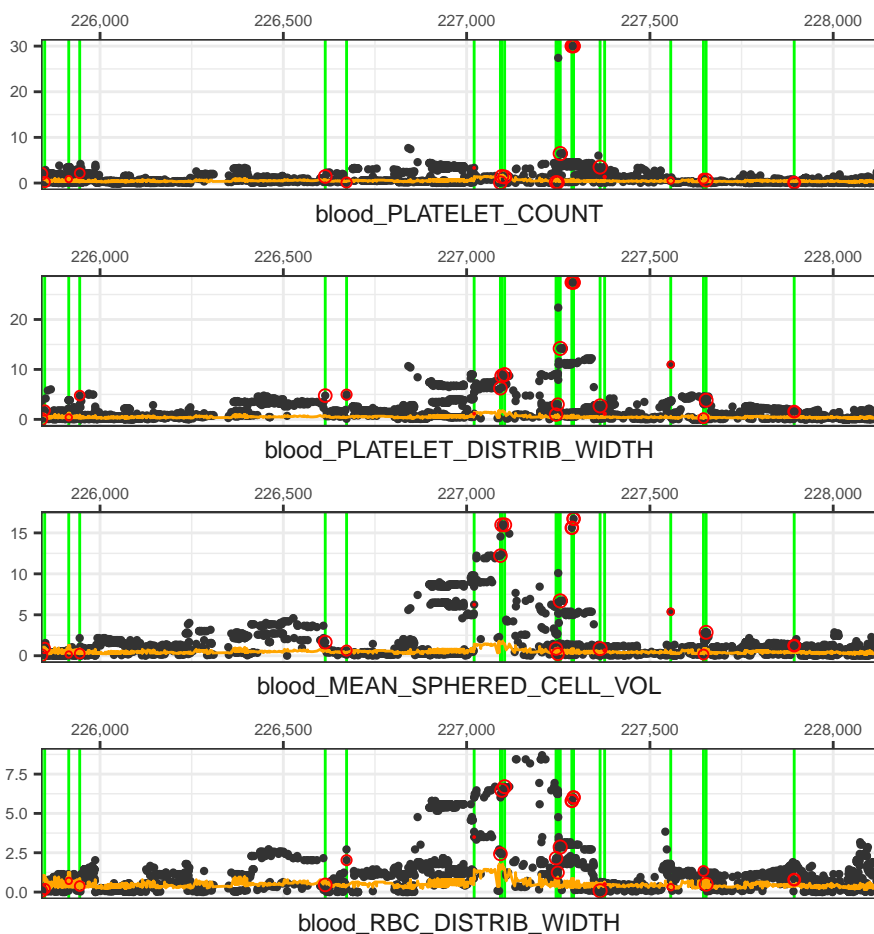 226,000 226,500 227,000 227,500 228,000
30
20
10
0
blood_PLATELET_COUNT
226,000 226,500 227,000 227,500 228,000
20
10
0
blood_PLATELET_DISTRIB_WIDTH
226,000 226,500 227,000 227,500 228,000
15
10
5
0
blood_MEAN_SPHERED_CELL_VOL
226,000 226,500 227,000 227,500 228,000
7.5
5.0
2.5
0.0
blood_RBC_DISTRIB_WIDTH